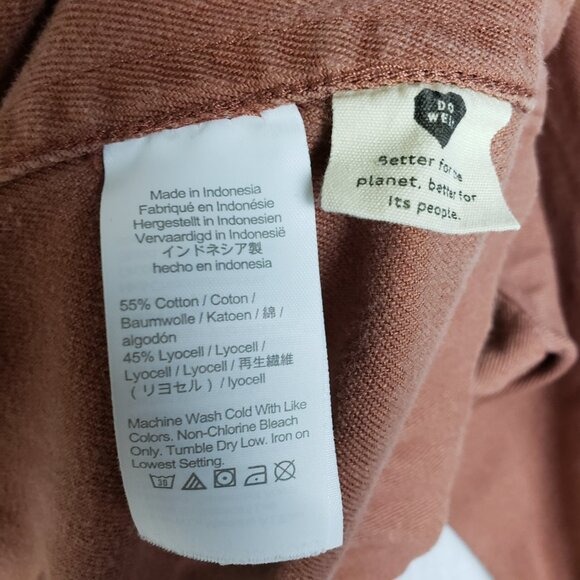 Made in Indonesia
Fabriqué en Indonésie
Hergestellt in Indonesien
Vervaardigd in Indonesië
インドネシア製
hecho en indonesia
55% Cotton / Coton /
Baumwolle / Katoen / 綿 /
algodón
45% Lyocell / Lyocell /
Lyocell / Lyocell / 再生繊維
(リヨセル) / lyocell
Machine Wash Cold With Like
Colors. Non-Chlorine Bleach
Only. Tumble Dry Low. Iron on
Lowest Setting.
30
DO
WELL
Better for the
planet, better for
its people.